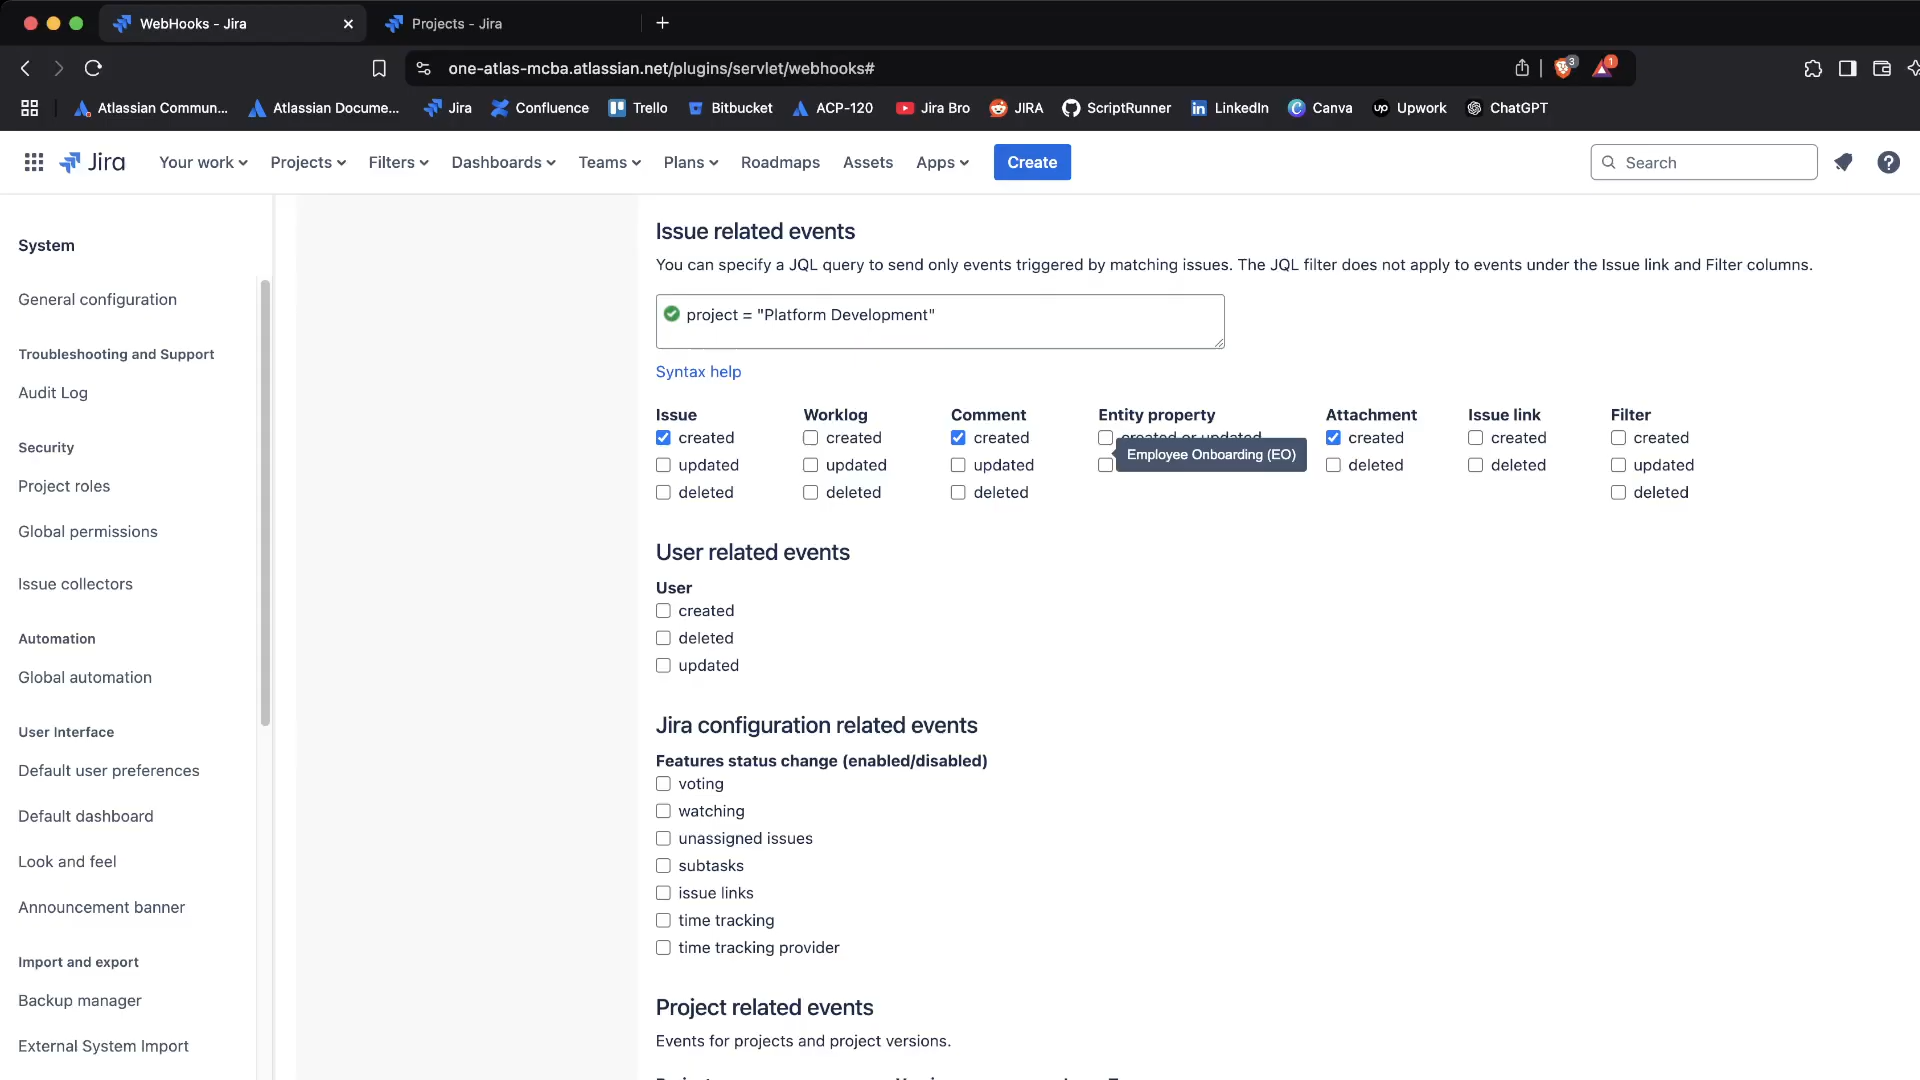 WebHooks - Jira
Projects - Jira
one-atlas-mcba.atlassian.net/plugins/servlet/webhooks#
3
1
Atlassian Commun...
Atlassian Docume...
Jira
Confluence
Trello
Bitbucket
ACP-120
Jira Bro
JIRA
ScriptRunner
LinkedIn
Canva
Upwork
ChatGPT
Jira
Your work
Projects
Filters
Dashboards
Teams
Plans
Roadmaps
Assets
Apps
Create
Search
System
General configuration
Troubleshooting and Support
Audit Log
Security
Project roles
Global permissions
Issue collectors
Automation
Global automation
User Interface
Default user preferences
Default dashboard
Look and feel
Announcement banner
Import and export
Backup manager
External System Import
Issue related events
You can specify a JQL query to send only events triggered by matching issues. The JQL filter does not apply to events under the Issue link and Filter columns.
project = "Platform Development"
Syntax help
Issue
created
updated
deleted
Worklog
created
updated
deleted
Comment
created
updated
deleted
Entity property
created or updated
Employee Onboarding (EO)
Attachment
created
deleted
Issue link
created
deleted
Filter
created
updated
deleted
User related events
User
created
deleted
updated
Jira configuration related events
Features status change (enabled/disabled)
voting
watching
unassigned issues
subtasks
issue links
time tracking
time tracking provider
Project related events
Events for projects and project versions.